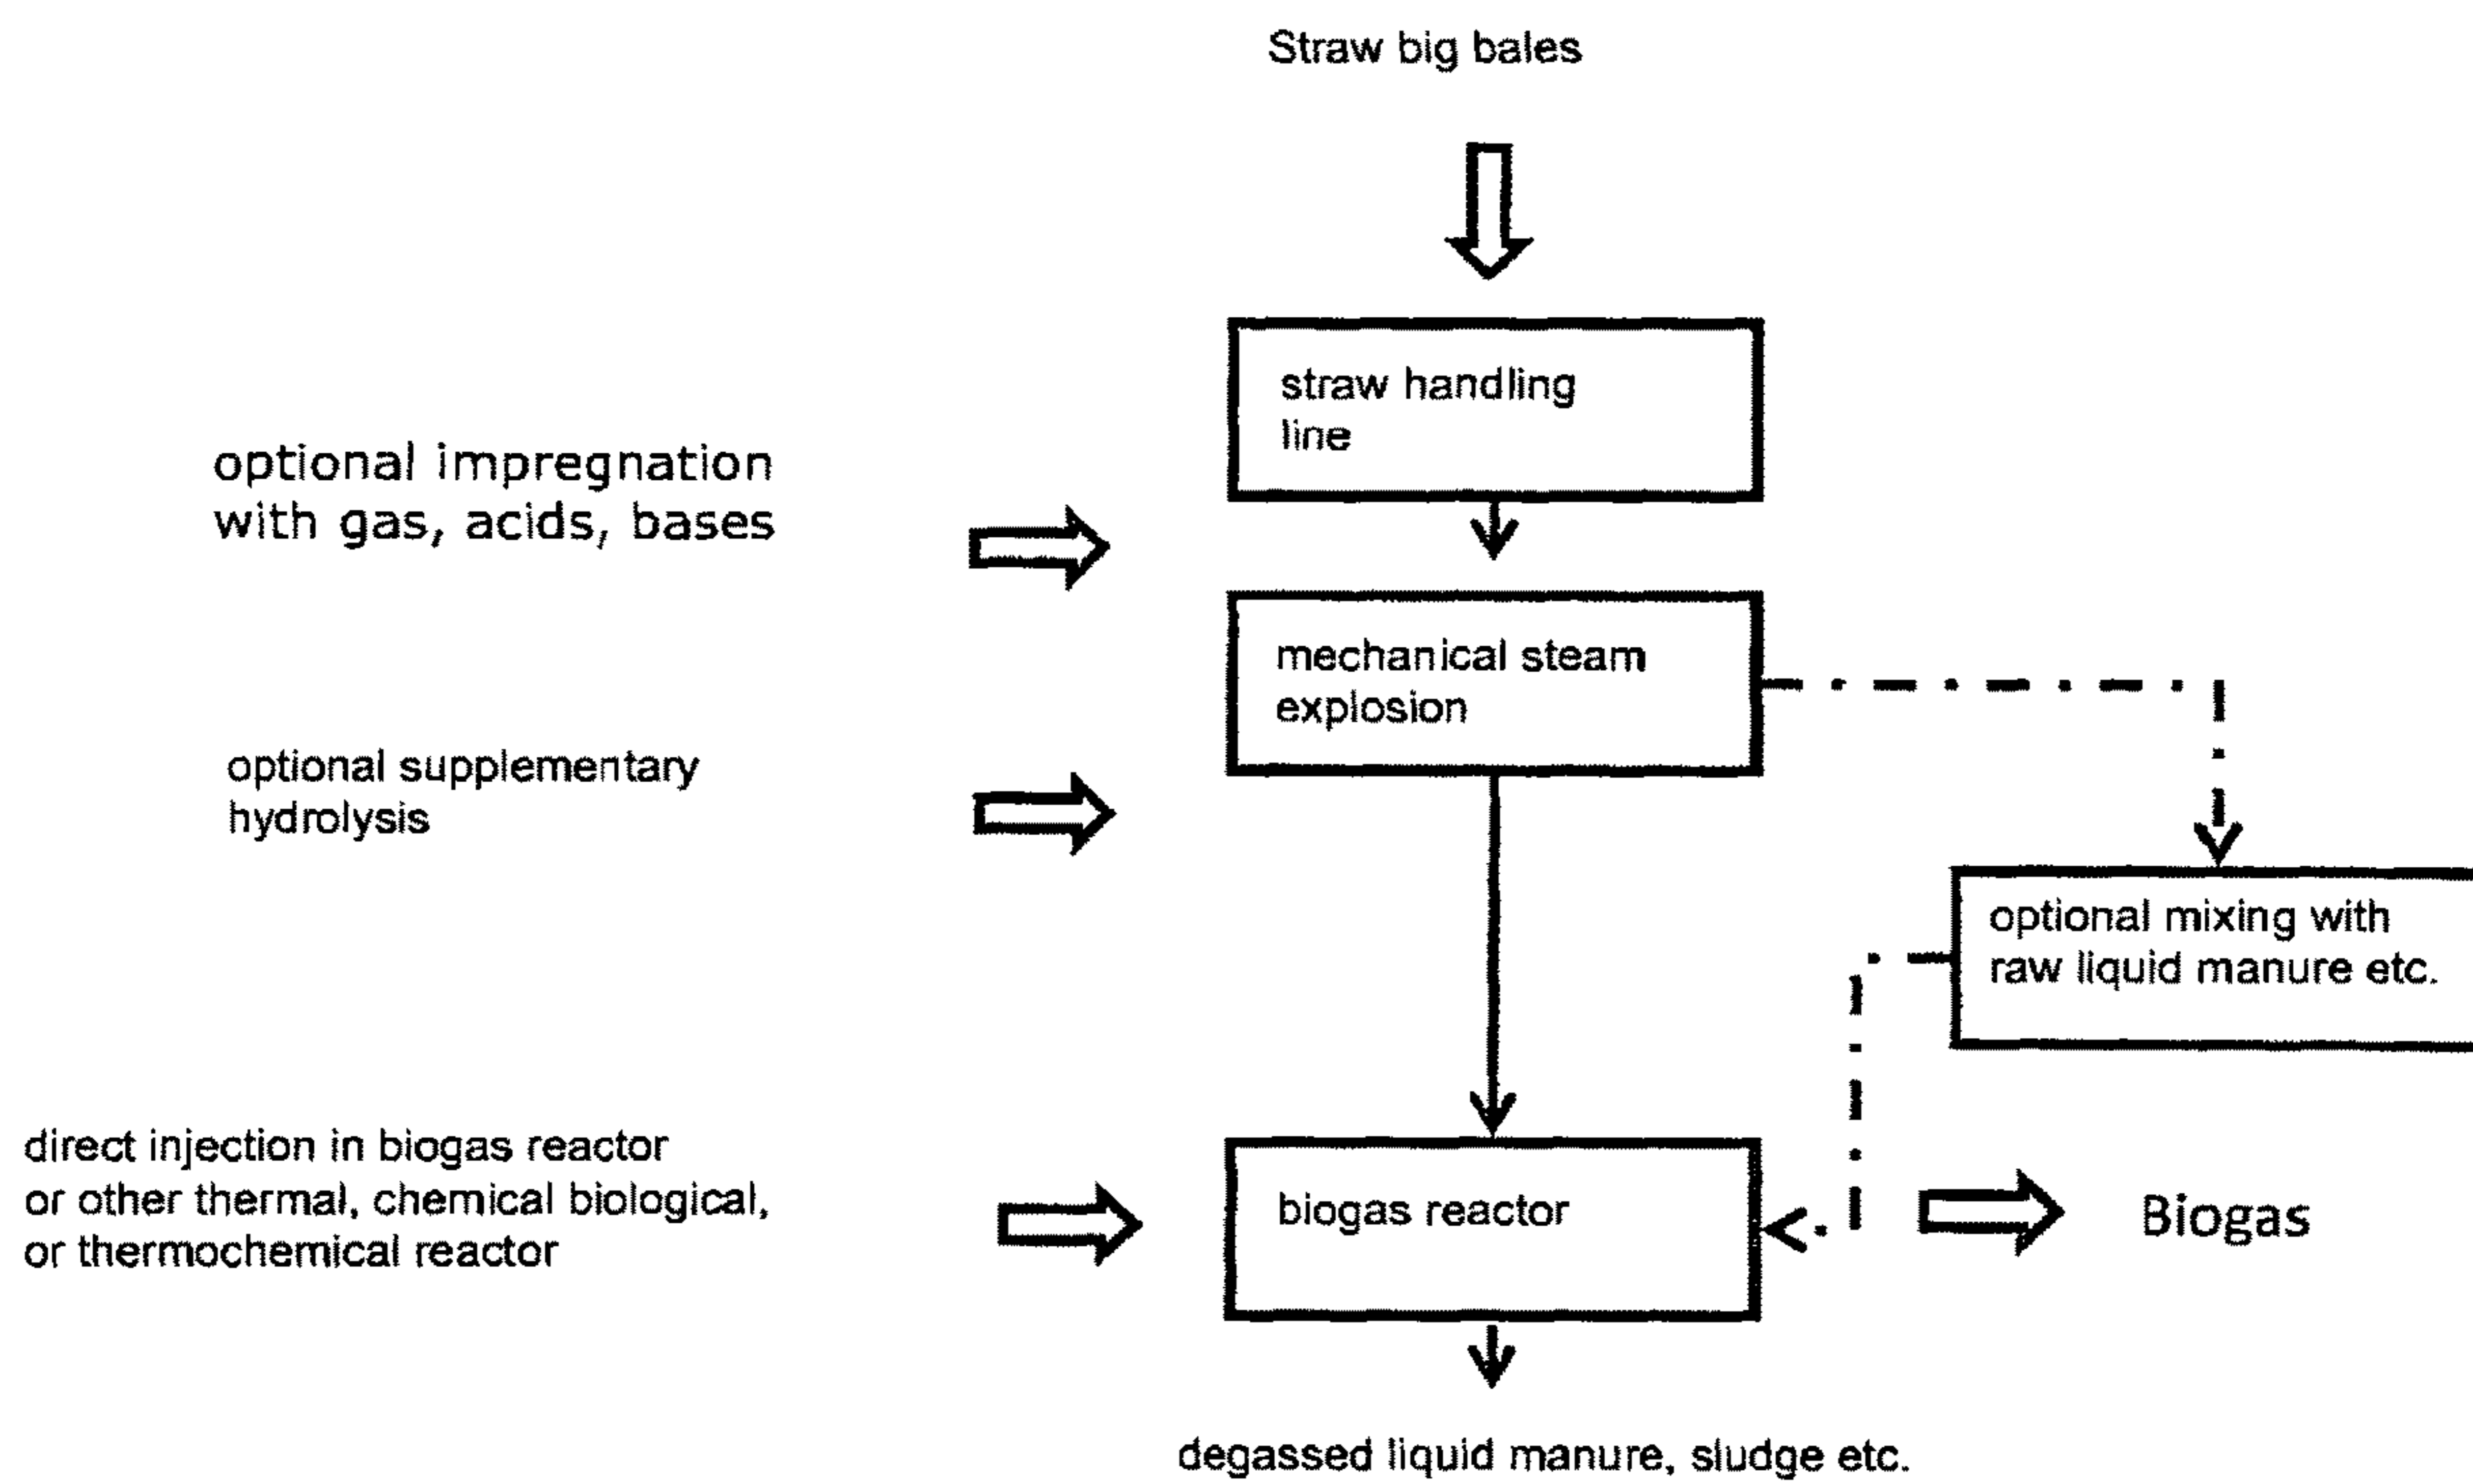 Straw big bales
straw handling
line
optional impregnation
with gas, acids, bases
mechanical steam
explosion
optional supplementary
hydrolysis
optional mixing with
raw liquid manure etc.
direct injection in biogas reactor
or other thermal, chemical biological,
or thermochemical reactor
biogas reactor
Biogas
degassed liquid manure, sludge etc.